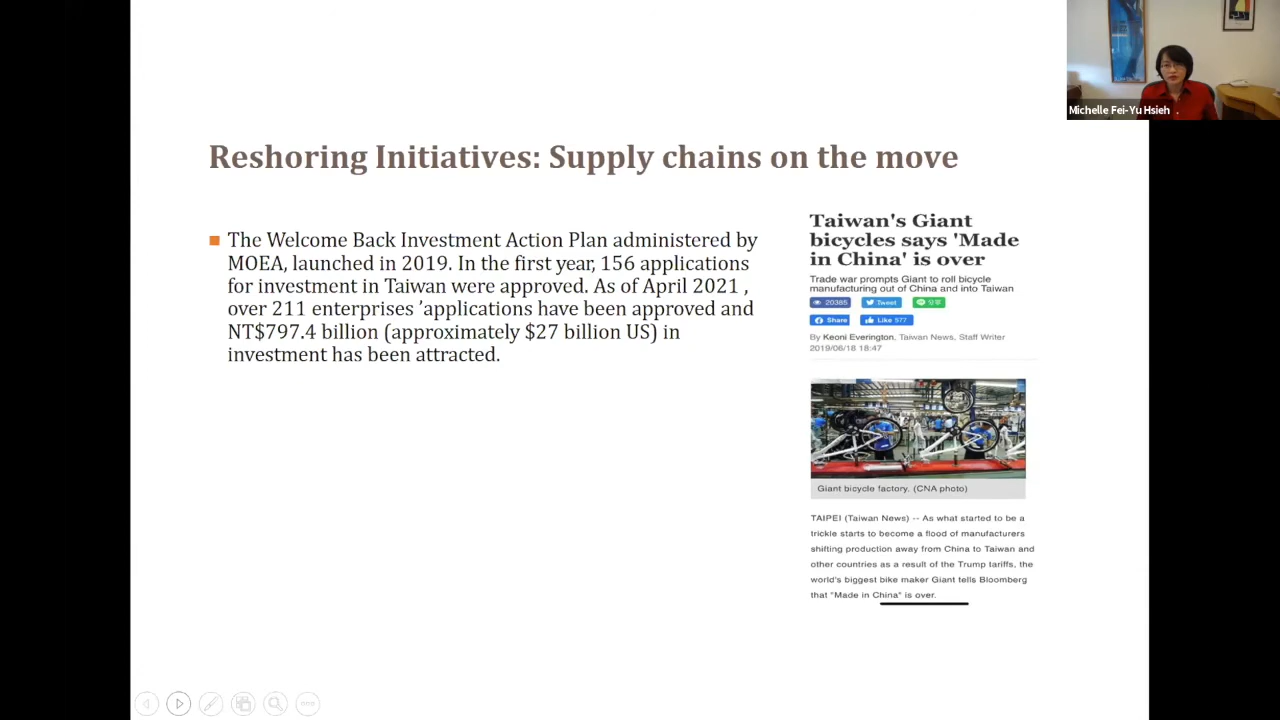 Michelle Fei-Yu Hsieh
Reshoring Initiatives: Supply chains on the move
The Welcome Back Investment Action Plan administered by
MOEA, launched in 2019. In the first year, 156 applications
for investment in Taiwan were approved. As of April 2021 ,
over 211 enterprises ’applications have been approved and
NT$797.4 billion (approximately $27 billion US) in
investment has been attracted.
Taiwan's Giant
bicycles says 'Made
in China' is over
Trade war prompts Giant to roll bicycle
manufacturing out of China and into Taiwan
20385 Tweet 分享
Share Like 577
By Keoni Everington, Taiwan News, Staff Writer
2019/06/18 18:47
Giant bicycle factory. (CNA photo)
TAIPEI (Taiwan News) -- As what started to be a
trickle starts to become a flood of manufacturers
shifting production away from China to Taiwan and
other countries as a result of the Trump tariffs, the
world's biggest bike maker Giant tells Bloomberg
that "Made in China" is over.